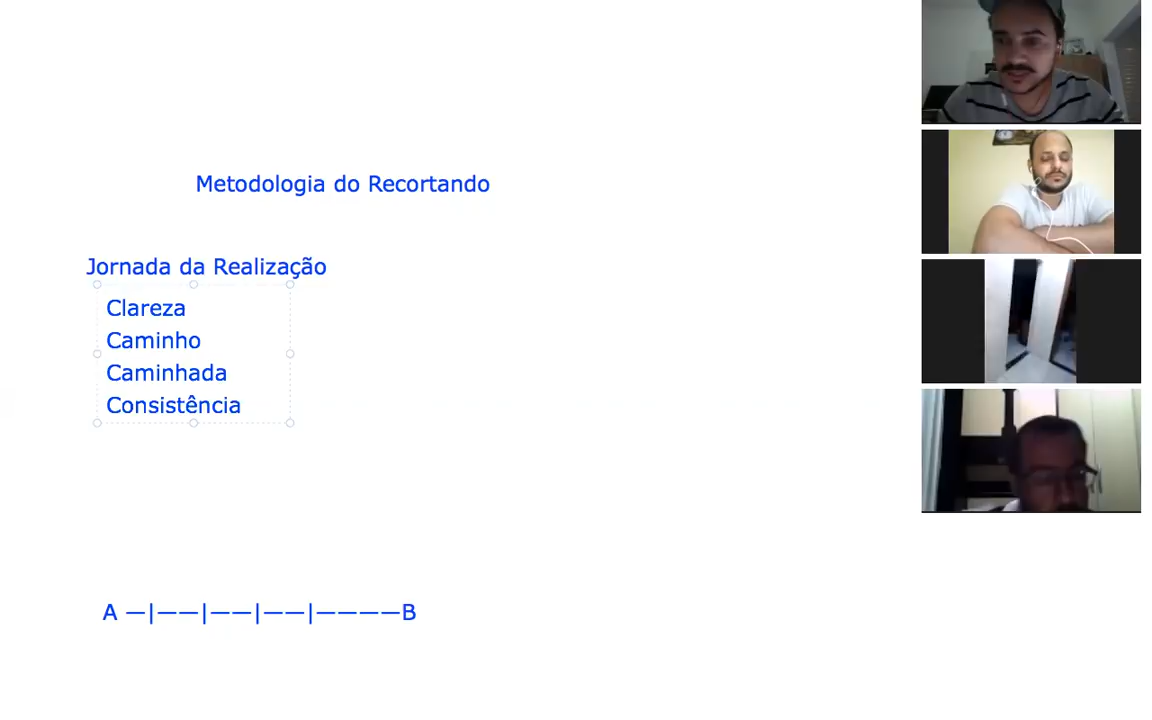 Metodologia do Recortando
Jornada da Realização
Clareza
Caminho
Caminhada
Consistência
A —|——|——|——|————B